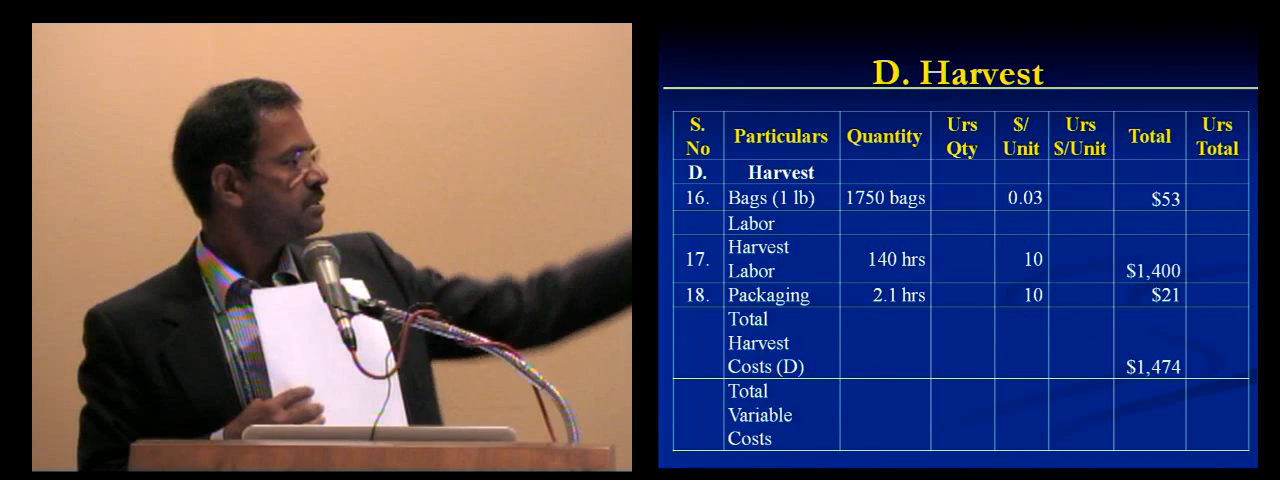 D. Harvest
S. No Particulars Quantity Urs Qty $/ Unit Urs $/Unit Total Urs Total
D. Harvest
16. Bags (1 lb) 1750 bags 0.03 $53
Labor
17. Harvest Labor 140 hrs 10 $1,400
18. Packaging 2.1 hrs 10 $21
Total
Harvest
Costs (D) $1,474
Total
Variable
Costs